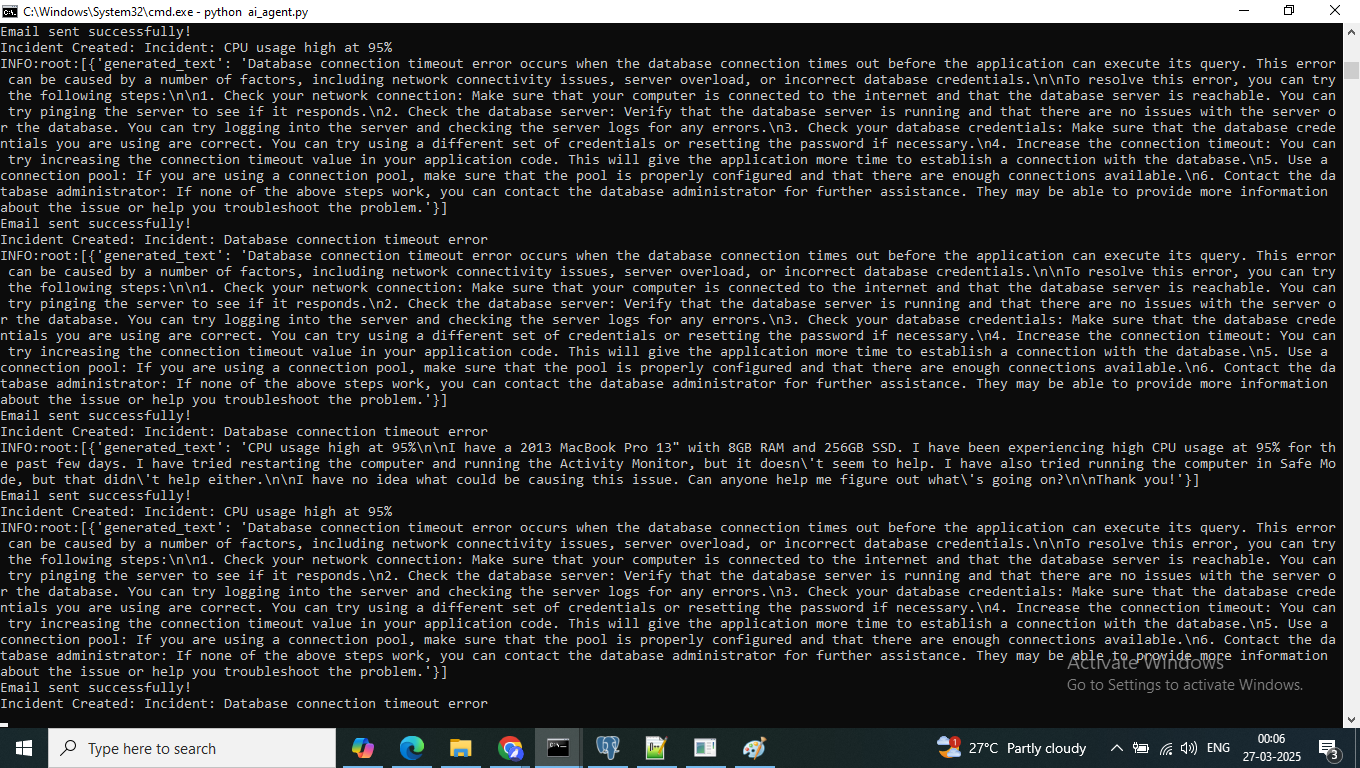 C:\Windows\System32\cmd.exe - python  ai_agent.py
Email sent successfully!
Incident Created: Incident: CPU usage high at 95%
INFO:root:[{'generated_text': 'Database connection timeout error occurs when the database connection times out before the application can execute its query. This error
 can be caused by a number of factors, including network connectivity issues, server overload, or incorrect database credentials.\n\nTo resolve this error, you can try
 the following steps:\n\n1. Check your network connection: Make sure that your computer is connected to the internet and that the database server is reachable. You can
 try pinging the server to see if it responds.\n2. Check the database server: Verify that the database server is running and that there are no issues with the server o
r the database. You can try logging into the server and checking the server logs for any errors.\n3. Check your database credentials: Make sure that the database crede
ntials you are using are correct. You can try using a different set of credentials or resetting the password if necessary.\n4. Increase the connection timeout: You can
 try increasing the connection timeout value in your application code. This will give the application more time to establish a connection with the database.\n5. Use a
connection pool: If you are using a connection pool, make sure that the pool is properly configured and that there are enough connections available.\n6. Contact the da
tabase administrator: If none of the above steps work, you can contact the database administrator for further assistance. They may be able to provide more information
about the issue or help you troubleshoot the problem.'}]
Email sent successfully!
Incident Created: Incident: Database connection timeout error
INFO:root:[{'generated_text': 'Database connection timeout error occurs when the database connection times out before the application can execute its query. This error
 can be caused by a number of factors, including network connectivity issues, server overload, or incorrect database credentials.\n\nTo resolve this error, you can try
 the following steps:\n\n1. Check your network connection: Make sure that your computer is connected to the internet and that the database server is reachable. You can
 try pinging the server to see if it responds.\n2. Check the database server: Verify that the database server is running and that there are no issues with the server o
r the database. You can try logging into the server and checking the server logs for any errors.\n3. Check your database credentials: Make sure that the database crede
ntials you are using are correct. You can try using a different set of credentials or resetting the password if necessary.\n4. Increase the connection timeout: You can
 try increasing the connection timeout value in your application code. This will give the application more time to establish a connection with the database.\n5. Use a
connection pool: If you are using a connection pool, make sure that the pool is properly configured and that there are enough connections available.\n6. Contact the da
tabase administrator: If none of the above steps work, you can contact the database administrator for further assistance. They may be able to provide more information
about the issue or help you troubleshoot the problem.'}]
Email sent successfully!
Incident Created: Incident: Database connection timeout error
INFO:root:[{'generated_text': 'CPU usage high at 95%\n\nI have a 2013 MacBook Pro 13" with 8GB RAM and 256GB SSD. I have been experiencing high CPU usage at 95% for th
e past few days. I have tried restarting the computer and running the Activity Monitor, but it doesn\'t seem to help. I have also tried running the computer in Safe Mo
de, but that didn\'t help either.\n\nI have no idea what could be causing this issue. Can anyone help me figure out what\'s going on?\n\nThank you!'}]
Email sent successfully!
Incident Created: Incident: CPU usage high at 95%
INFO:root:[{'generated_text': 'Database connection timeout error occurs when the database connection times out before the application can execute its query. This error
 can be caused by a number of factors, including network connectivity issues, server overload, or incorrect database credentials.\n\nTo resolve this error, you can try
 the following steps:\n\n1. Check your network connection: Make sure that your computer is connected to the internet and that the database server is reachable. You can
 try pinging the server to see if it responds.\n2. Check the database server: Verify that the database server is running and that there are no issues with the server o
r the database. You can try logging into the server and checking the server logs for any errors.\n3. Check your database credentials: Make sure that the database crede
ntials you are using are correct. You can try using a different set of credentials or resetting the password if necessary.\n4. Increase the connection timeout: You can
 try increasing the connection timeout value in your application code. This will give the application more time to establish a connection with the database.\n5. Use a
connection pool: If you are using a connection pool, make sure that the pool is properly configured and that there are enough connections available.\n6. Contact the da
tabase administrator: If none of the above steps work, you can contact the database administrator for further assistance. They may be able to provide more information
about the issue or help you troubleshoot the problem.'}]
Email sent successfully!
Incident Created: Incident: Database connection timeout error
Activate Windows
Go to Settings to activate Windows.
Type here to search
1
27°C Partly cloudy
ENG
00:06
27-03-2025
3